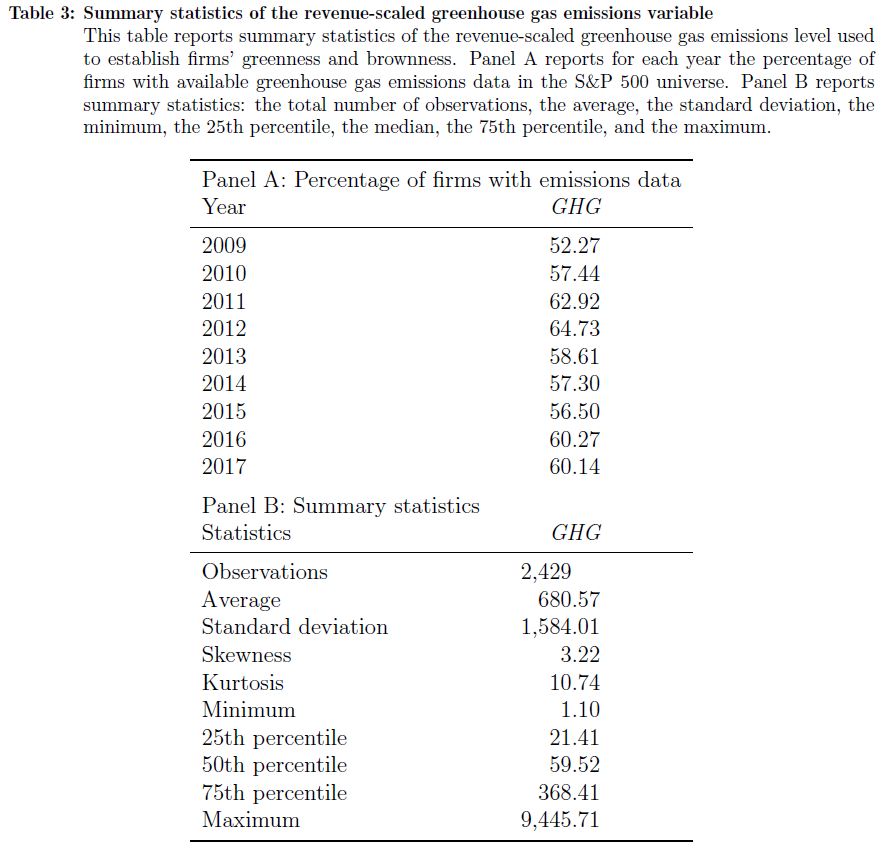 Table 3: Summary statistics of the revenue-scaled greenhouse gas emissions variable
This table reports summary statistics of the revenue-scaled greenhouse gas emissions level used
to establish firms' greenness and brownness. Panel A reports for each year the percentage of
firms with available greenhouse gas emissions data in the S&P 500 universe. Panel B reports
summary statistics: the total number of observations, the average, the standard deviation, the
minimum, the 25th percentile, the median, the 75th percentile, and the maximum.
Panel A: Percentage of firms with emissions data
Year GHG
2009 52.27
2010 57.44
2011 62.92
2012 64.73
2013 58.61
2014 57.30
2015 56.50
2016 60.27
2017 60.14
Panel B: Summary statistics
Statistics GHG
Observations 2,429
Average 680.57
Standard deviation 1,584.01
Skewness 3.22
Kurtosis 10.74
Minimum 1.10
25th percentile 21.41
50th percentile 59.52
75th percentile 368.41
Maximum 9,445.71